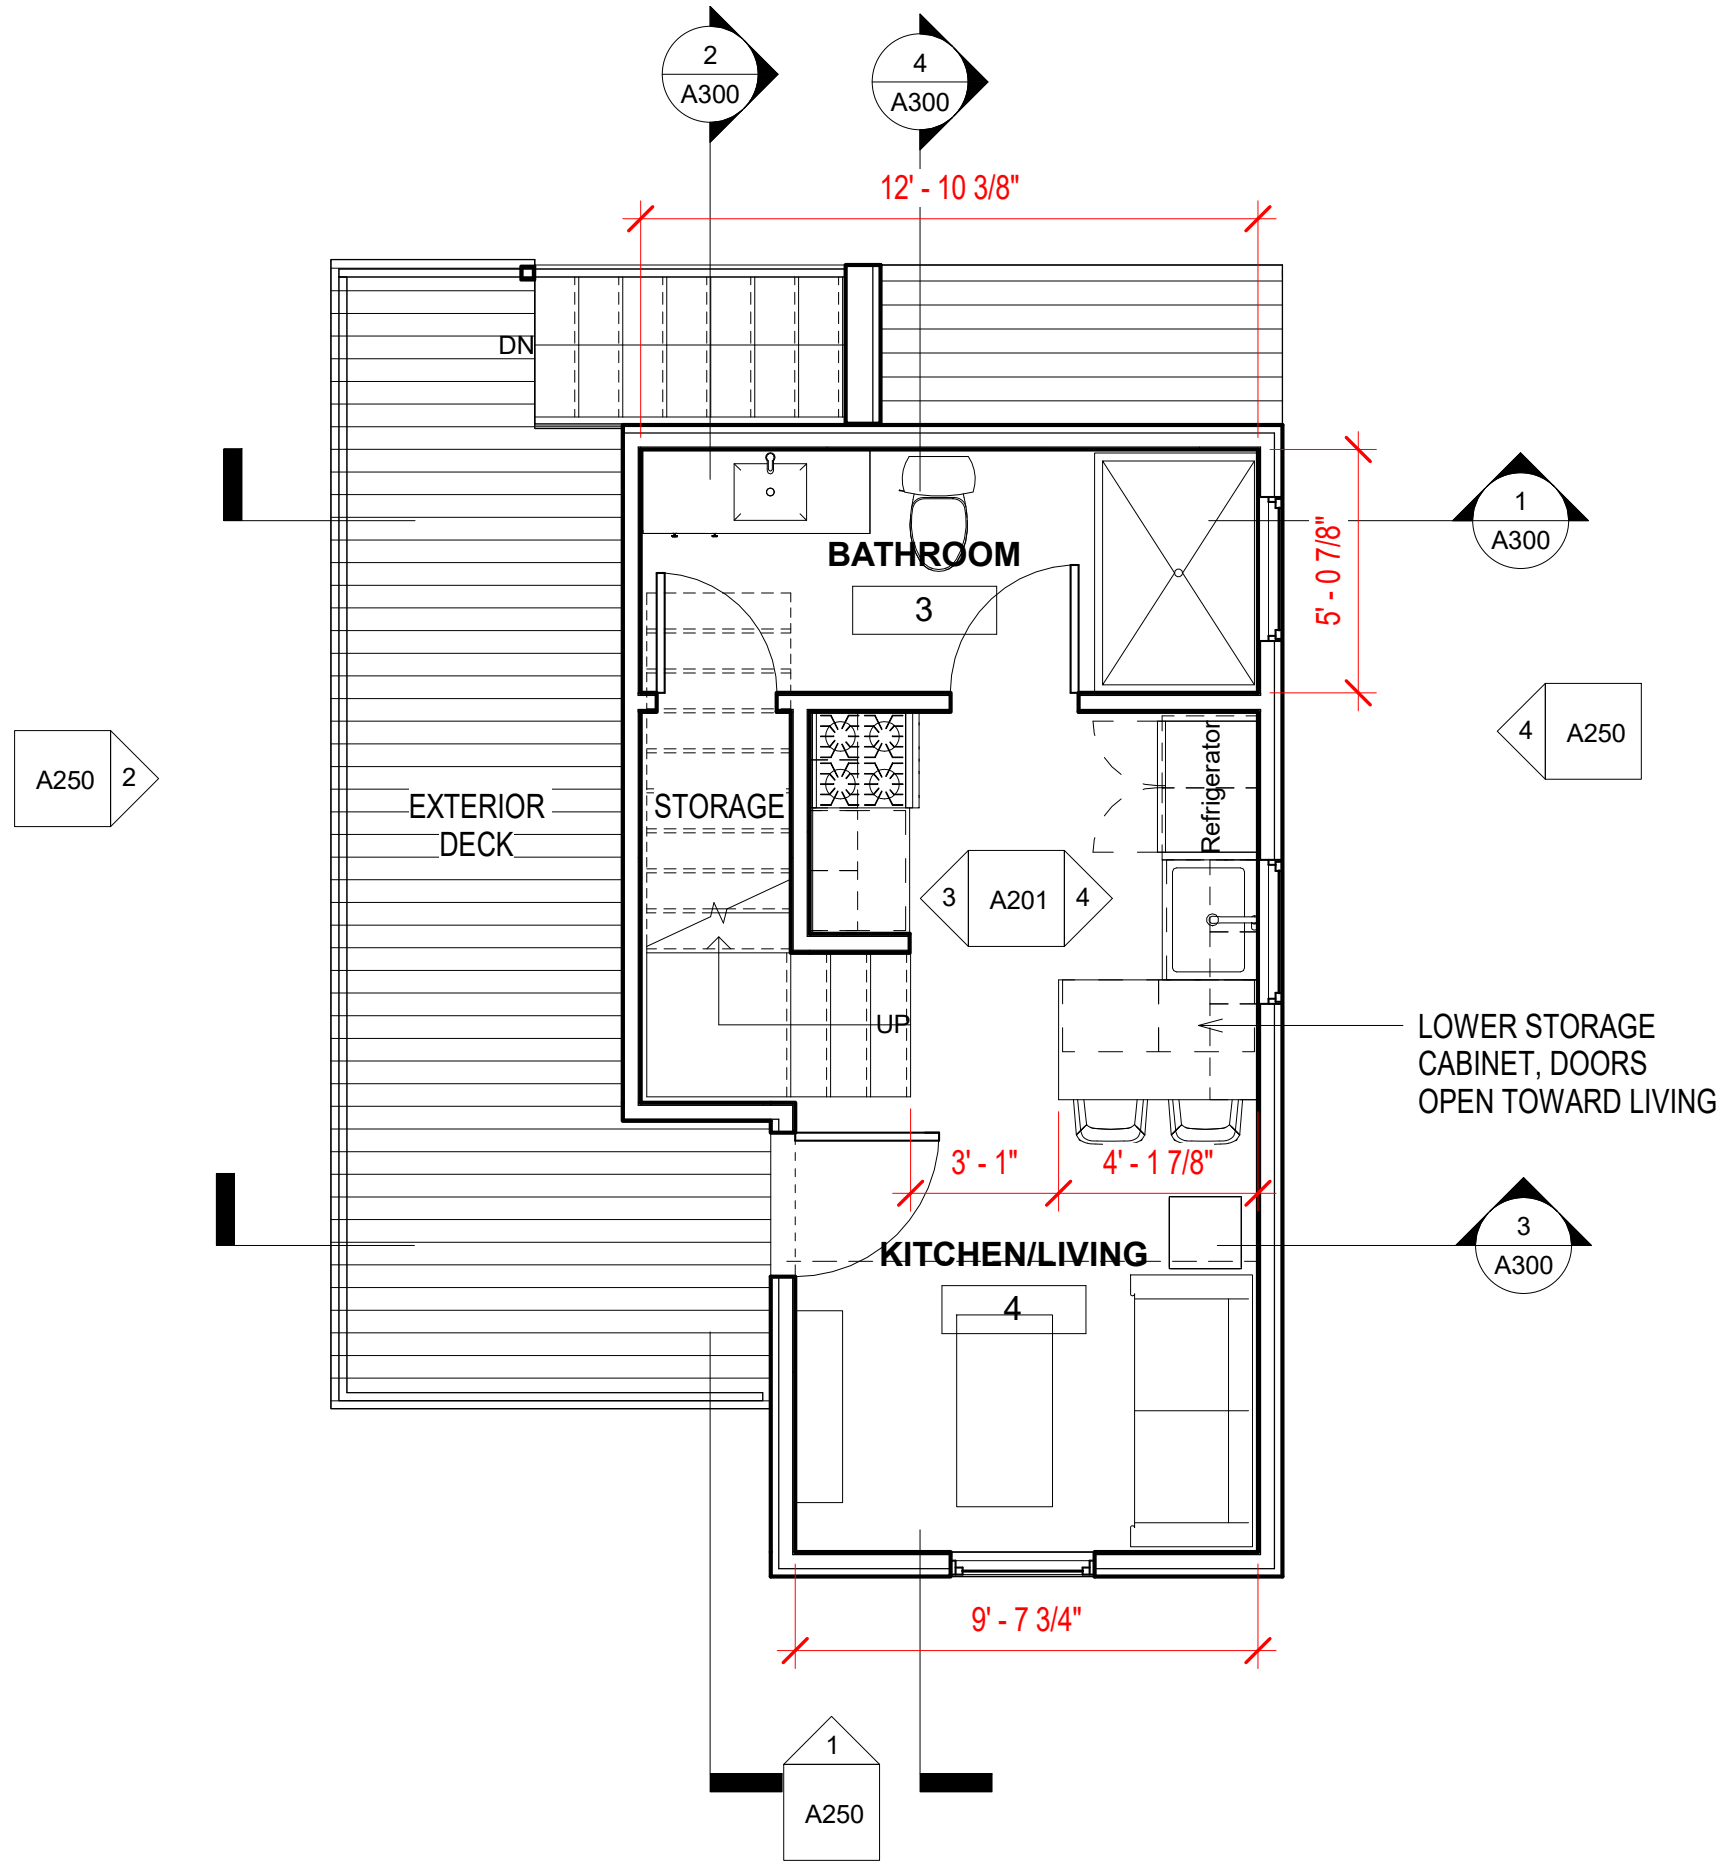 2
A300
4
A300
12' - 10 3/8"
DN
BATHROOM
3
1
A300
5' - 0 7/8"
A250
2
EXTERIOR
DECK
STORAGE
Refrigerator
4
A250
3
A201
4
UP
LOWER STORAGE
CABINET, DOORS
OPEN TOWARD LIVING
3' - 1"
4' - 1 7/8"
KITCHEN/LIVING
4
3
A300
9' - 7 3/4"
1
A250